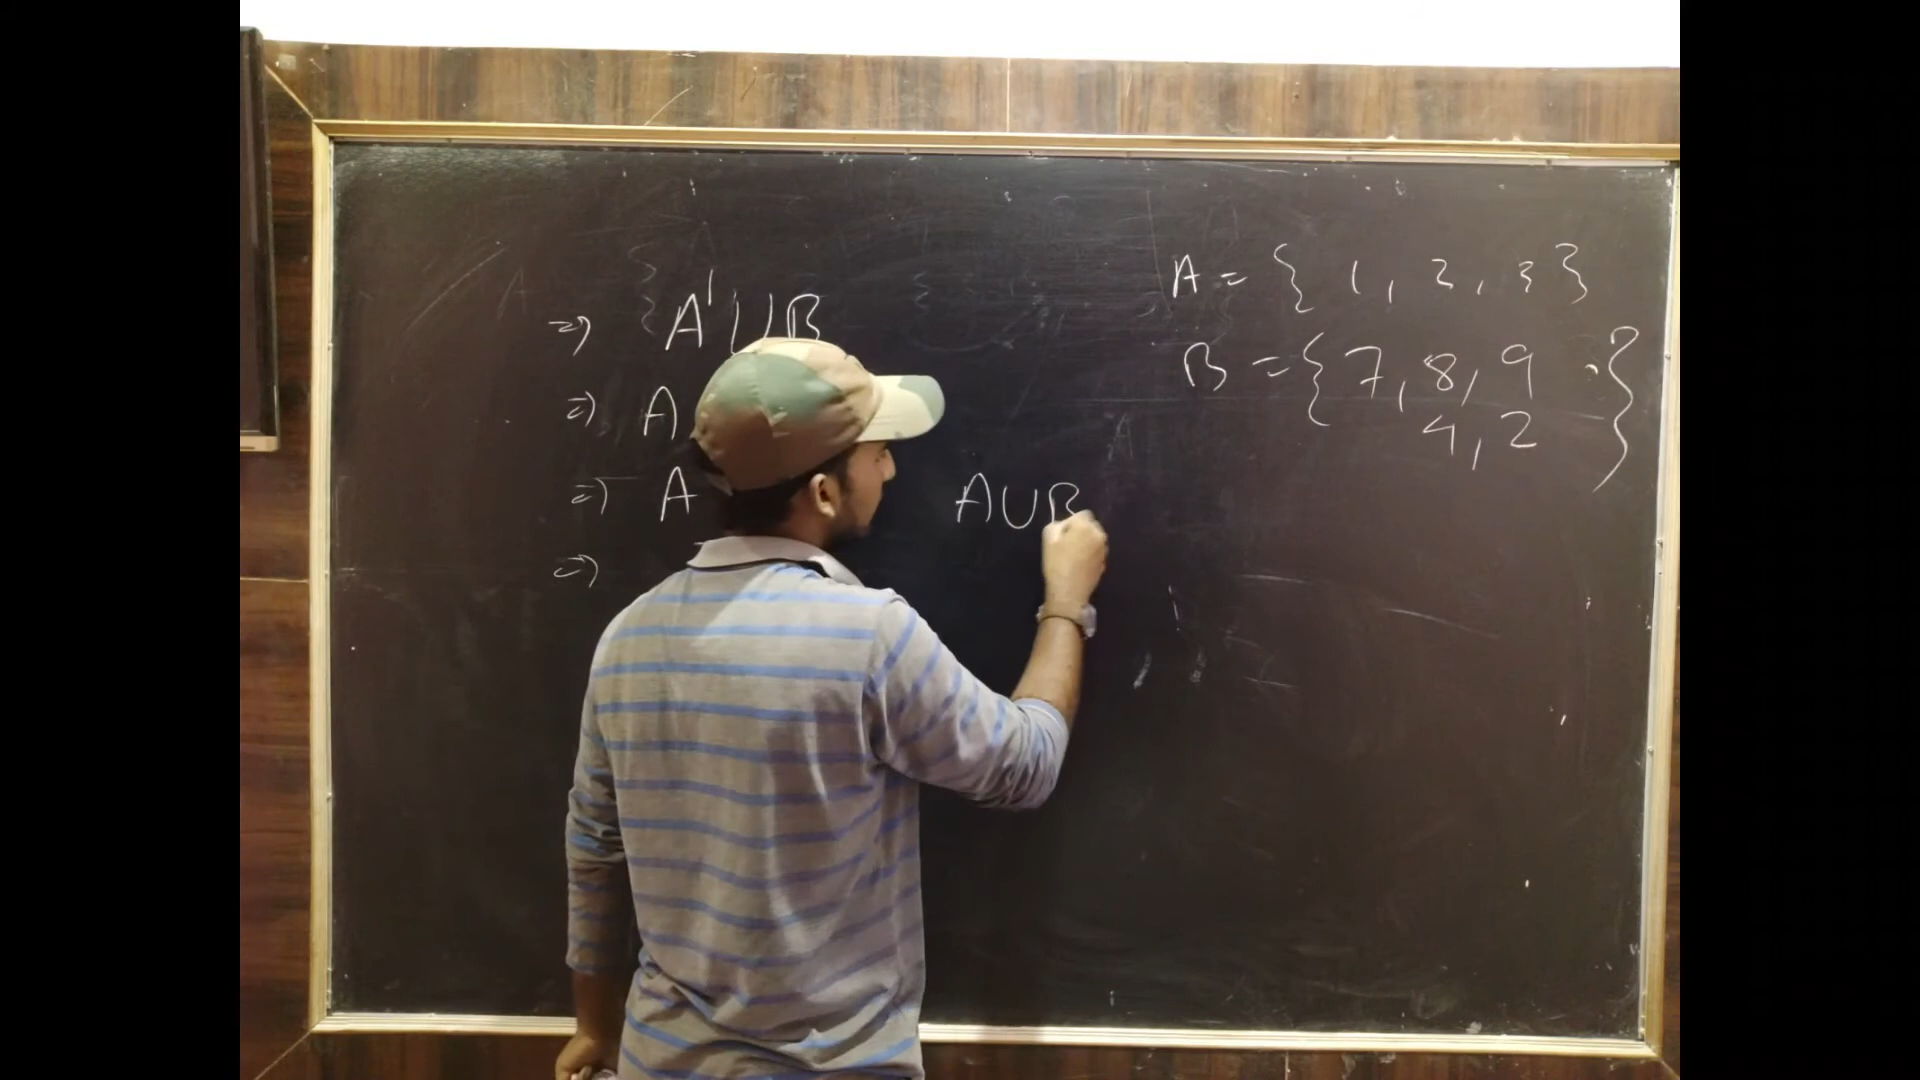 ⇒ A'UB
⇒ A
⇒ A
⇒
AUB
A = { 1, 2, 3 }
B = { 7, 8, 9
4, 2 }